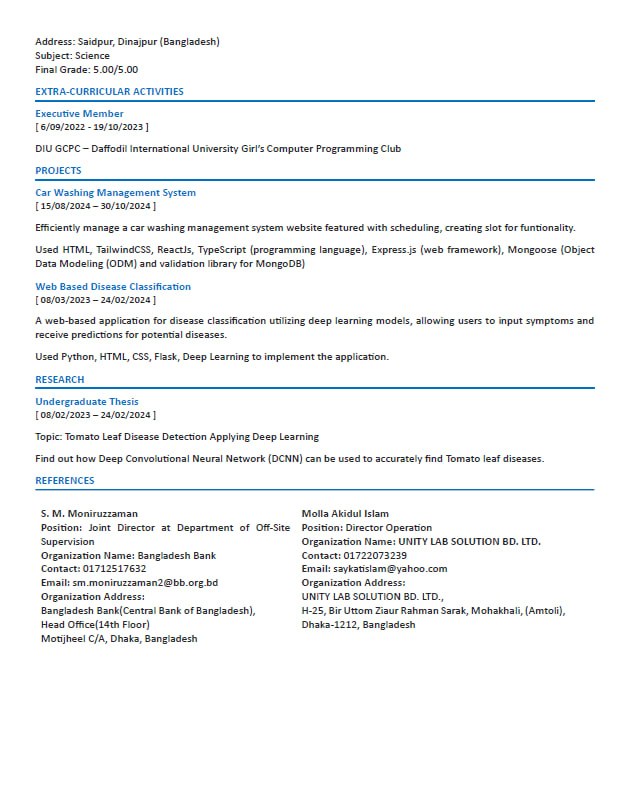 Address: Saidpur, Dinajpur (Bangladesh)
Subject: Science
Final Grade: 5.00/5.00
EXTRA-CURRICULAR ACTIVITIES
Executive Member
[ 6/09/2022 - 19/10/2023 ]
DIU GCPC – Daffodil International University Girl's Computer Programming Club
PROJECTS
Car Washing Management System
[ 15/08/2024 – 30/10/2024 ]
Efficiently manage a car washing management system website featured with scheduling, creating slot for funtionality.
Used HTML, TailwindCSS, ReactJs, TypeScript (programming language), Express.js (web framework), Mongoose (Object
Data Modeling (ODM) and validation library for MongoDB)
Web Based Disease Classification
[ 08/03/2023 – 24/02/2024 ]
A web-based application for disease classification utilizing deep learning models, allowing users to input symptoms and
receive predictions for potential diseases.
Used Python, HTML, CSS, Flask, Deep Learning to implement the application.
RESEARCH
Undergraduate Thesis
[ 08/02/2023 – 24/02/2024 ]
Topic: Tomato Leaf Disease Detection Applying Deep Learning
Find out how Deep Convolutional Neural Network (DCNN) can be used to accurately find Tomato leaf diseases.
REFERENCES
S. M. Moniruzzaman
Position: Joint Director at Department of Off-Site
Supervision
Organization Name: Bangladesh Bank
Contact: 01712517632
Email: sm.moniruzzaman2@bb.org.bd
Organization Address:
Bangladesh Bank(Central Bank of Bangladesh),
Head Office(14th Floor)
Motijheel C/A, Dhaka, Bangladesh
Molla Akidul Islam
Position: Director Operation
Organization Name: UNITY LAB SOLUTION BD. LTD.
Contact: 01722073239
Email: saykatislam@yahoo.com
Organization Address:
UNITY LAB SOLUTION BD. LTD.,
H-25, Bir Uttom Ziaur Rahman Sarak, Mohakhali, (Amtoli),
Dhaka-1212, Bangladesh